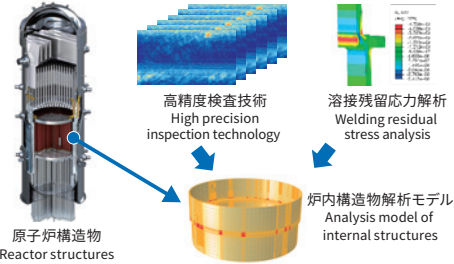 高精度検査技術
High precision
inspection technology
溶接残留応力解析
Welding residual
stress analysis
炉内構造物解析モデル
Analysis model of
internal structures
原子炉構造物
Reactor structures